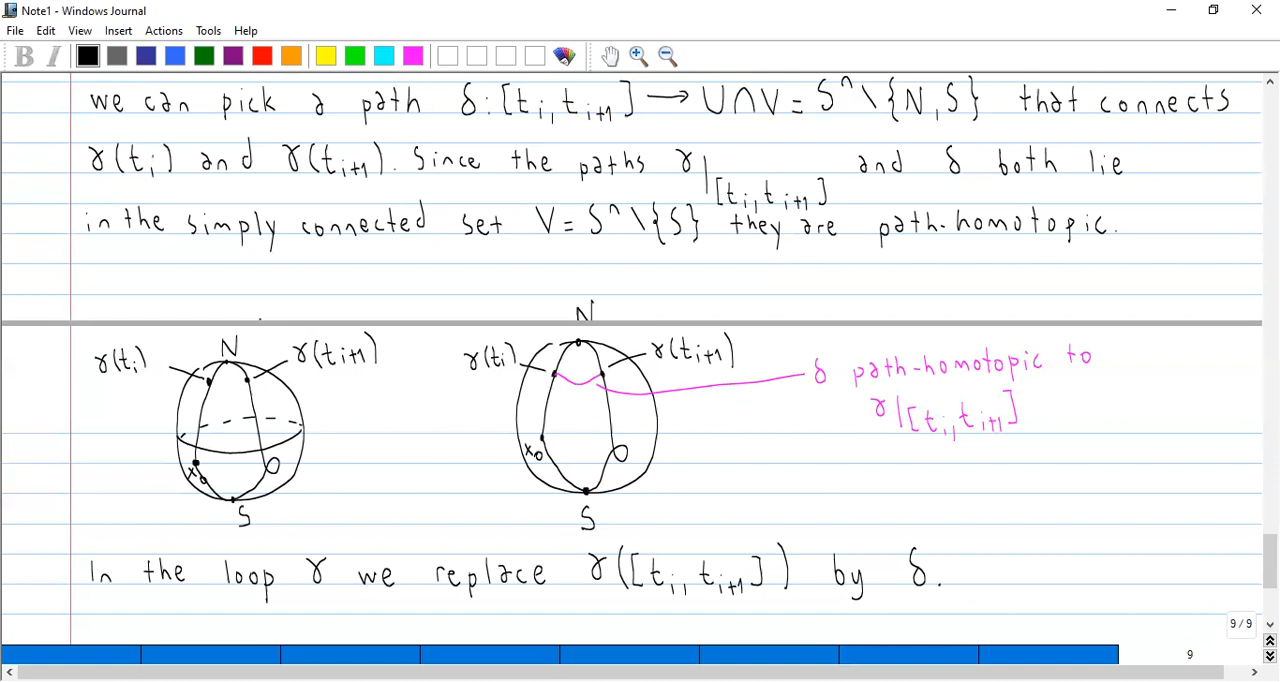 Note1 - Windows Journal
File Edit View Insert Actions Tools Help
B I
we can pick a path δ: [t_i, t_{i+1}] → U∩V = S^n \ {N, S} that connects
γ(t_i) and γ(t_{i+1}). Since the paths γ|_{[t_i, t_{i+1}]} and δ both lie
in the simply connected set V = S^n \ {S} they are path-homotopic.
N
γ(t_i) N γ(t_{i+1}) γ(t_i) γ(t_{i+1}) δ path-homotopic to
γ|_{[t_i, t_{i+1}]}
x_0 x_0
S S
In the loop γ we replace γ([t_i, t_{i+1}]) by δ.
9/9
9